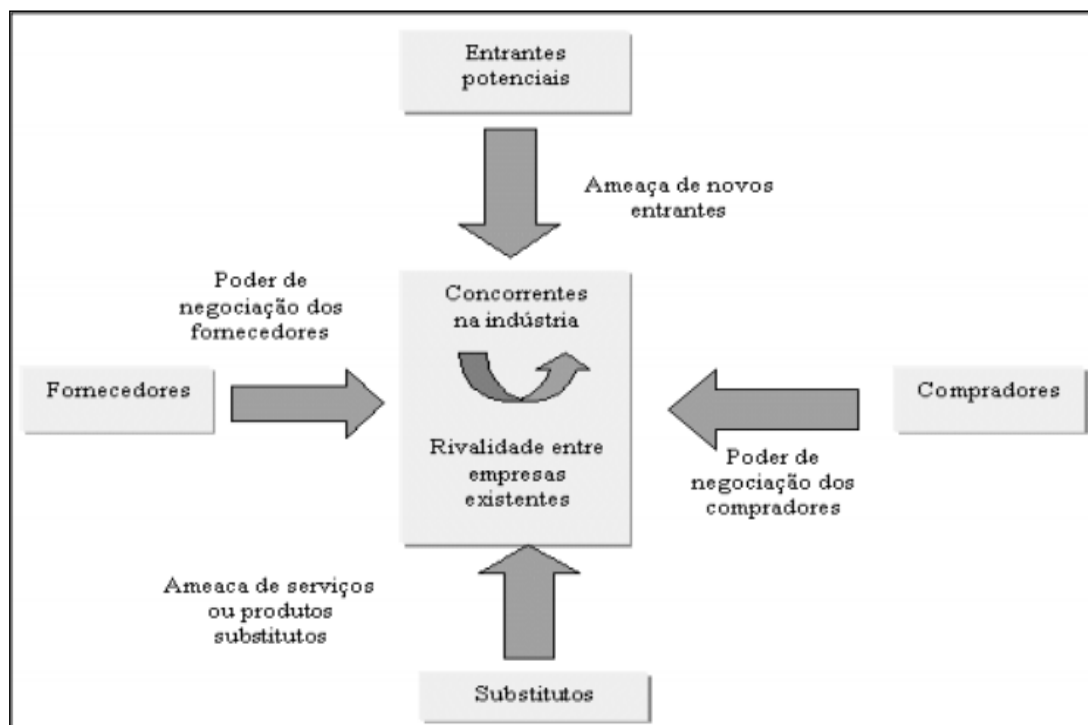 Entrantes
potenciais
Ameaça de novos
entrantes
Poder de
negociação dos
fornecedores
Concorrentes
na indústria
Fornecedores
Compradores
Rivalidade entre
empresas
existentes
Poder de
negociação dos
compradores
Ameaca de serviços
ou produtos
substitutos
Substitutos